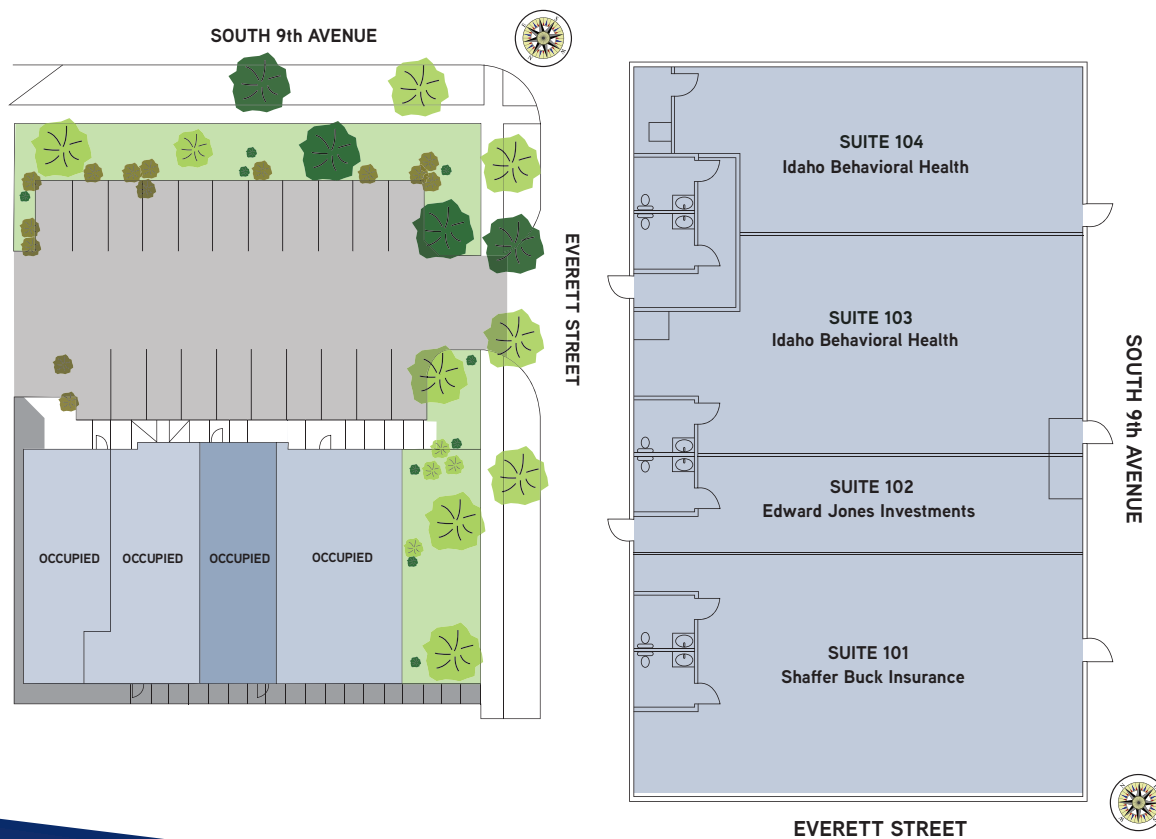 SOUTH 9th AVENUE
EVERETT STREET
OCCUPIED
OCCUPIED
OCCUPIED
OCCUPIED
SUITE 104
Idaho Behavioral Health
SUITE 103
Idaho Behavioral Health
SUITE 102
Edward Jones Investments
SUITE 101
Shaffer Buck Insurance
SOUTH 9th AVENUE
EVERETT STREET